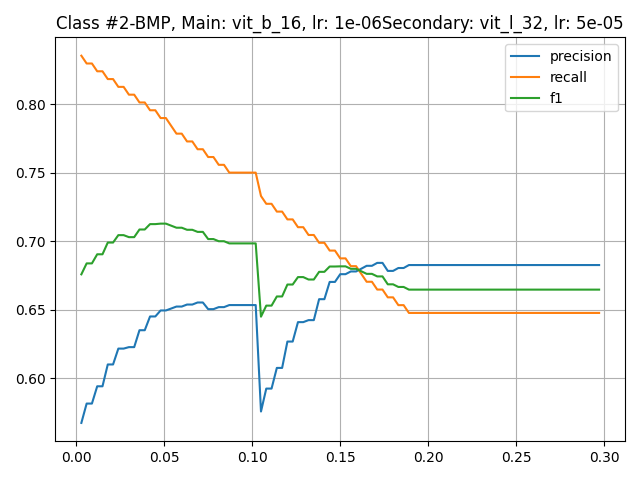 Class #2-BMP, Main: vit_b_16, lr: 1e-06Secondary: vit_l_32, lr: 5e-05
precision
recall
f1
0.80
0.75
0.70
0.65
0.60
0.00 0.05 0.10 0.15 0.20 0.25 0.30